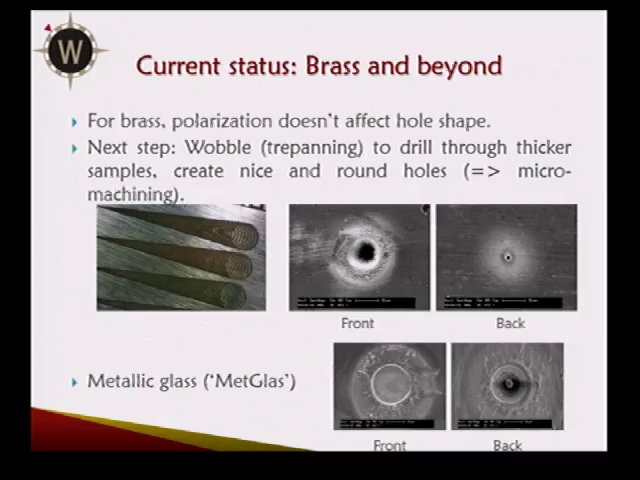 W
Current status: Brass and beyond
For brass, polarization doesn't affect hole shape.
Next step: Wobble (trepanning) to drill through thicker
samples, create nice and round holes (=> micro-
machining).
Front
Back
Metallic glass ('MetGlas')
Front
Back